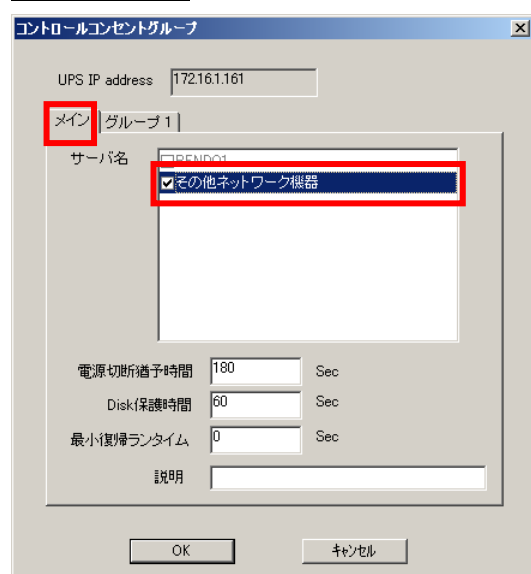 コントロールコンセントグループ
UPS IP address 172.16.1.161
メイン グループ 1
サーバ名
RENDO1
その他ネットワーク機器
電源切断猶予時間 180 Sec
Disk保護時間 60 Sec
最小復帰ランタイム 0 Sec
説明
OK キャンセル